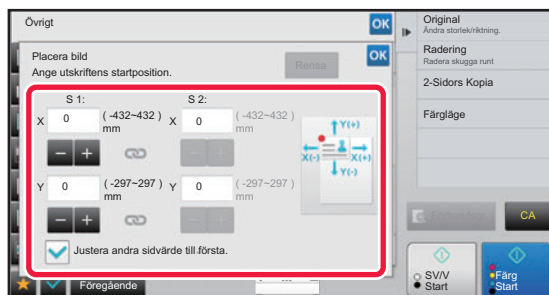 Övrigt
OK
Placera bild
OK
Ange utskriftens startposition.
Rensa
S 1:
S 2:
X
0
( -432~432 )
mm
X
0
( -432~432 )
mm
Y
0
( -297~297 )
mm
Y
0
( -297~297 )
mm
Y(+)
X(-)
X(+)
Y(-)
Justera andra sidvärde till första.
Föregående
Original
Ändra storlek/riktning.
Radering
Radera skugga runt
2-Sidors Kopia
Färgläge
CA
SV/V
Start
Färg
Start